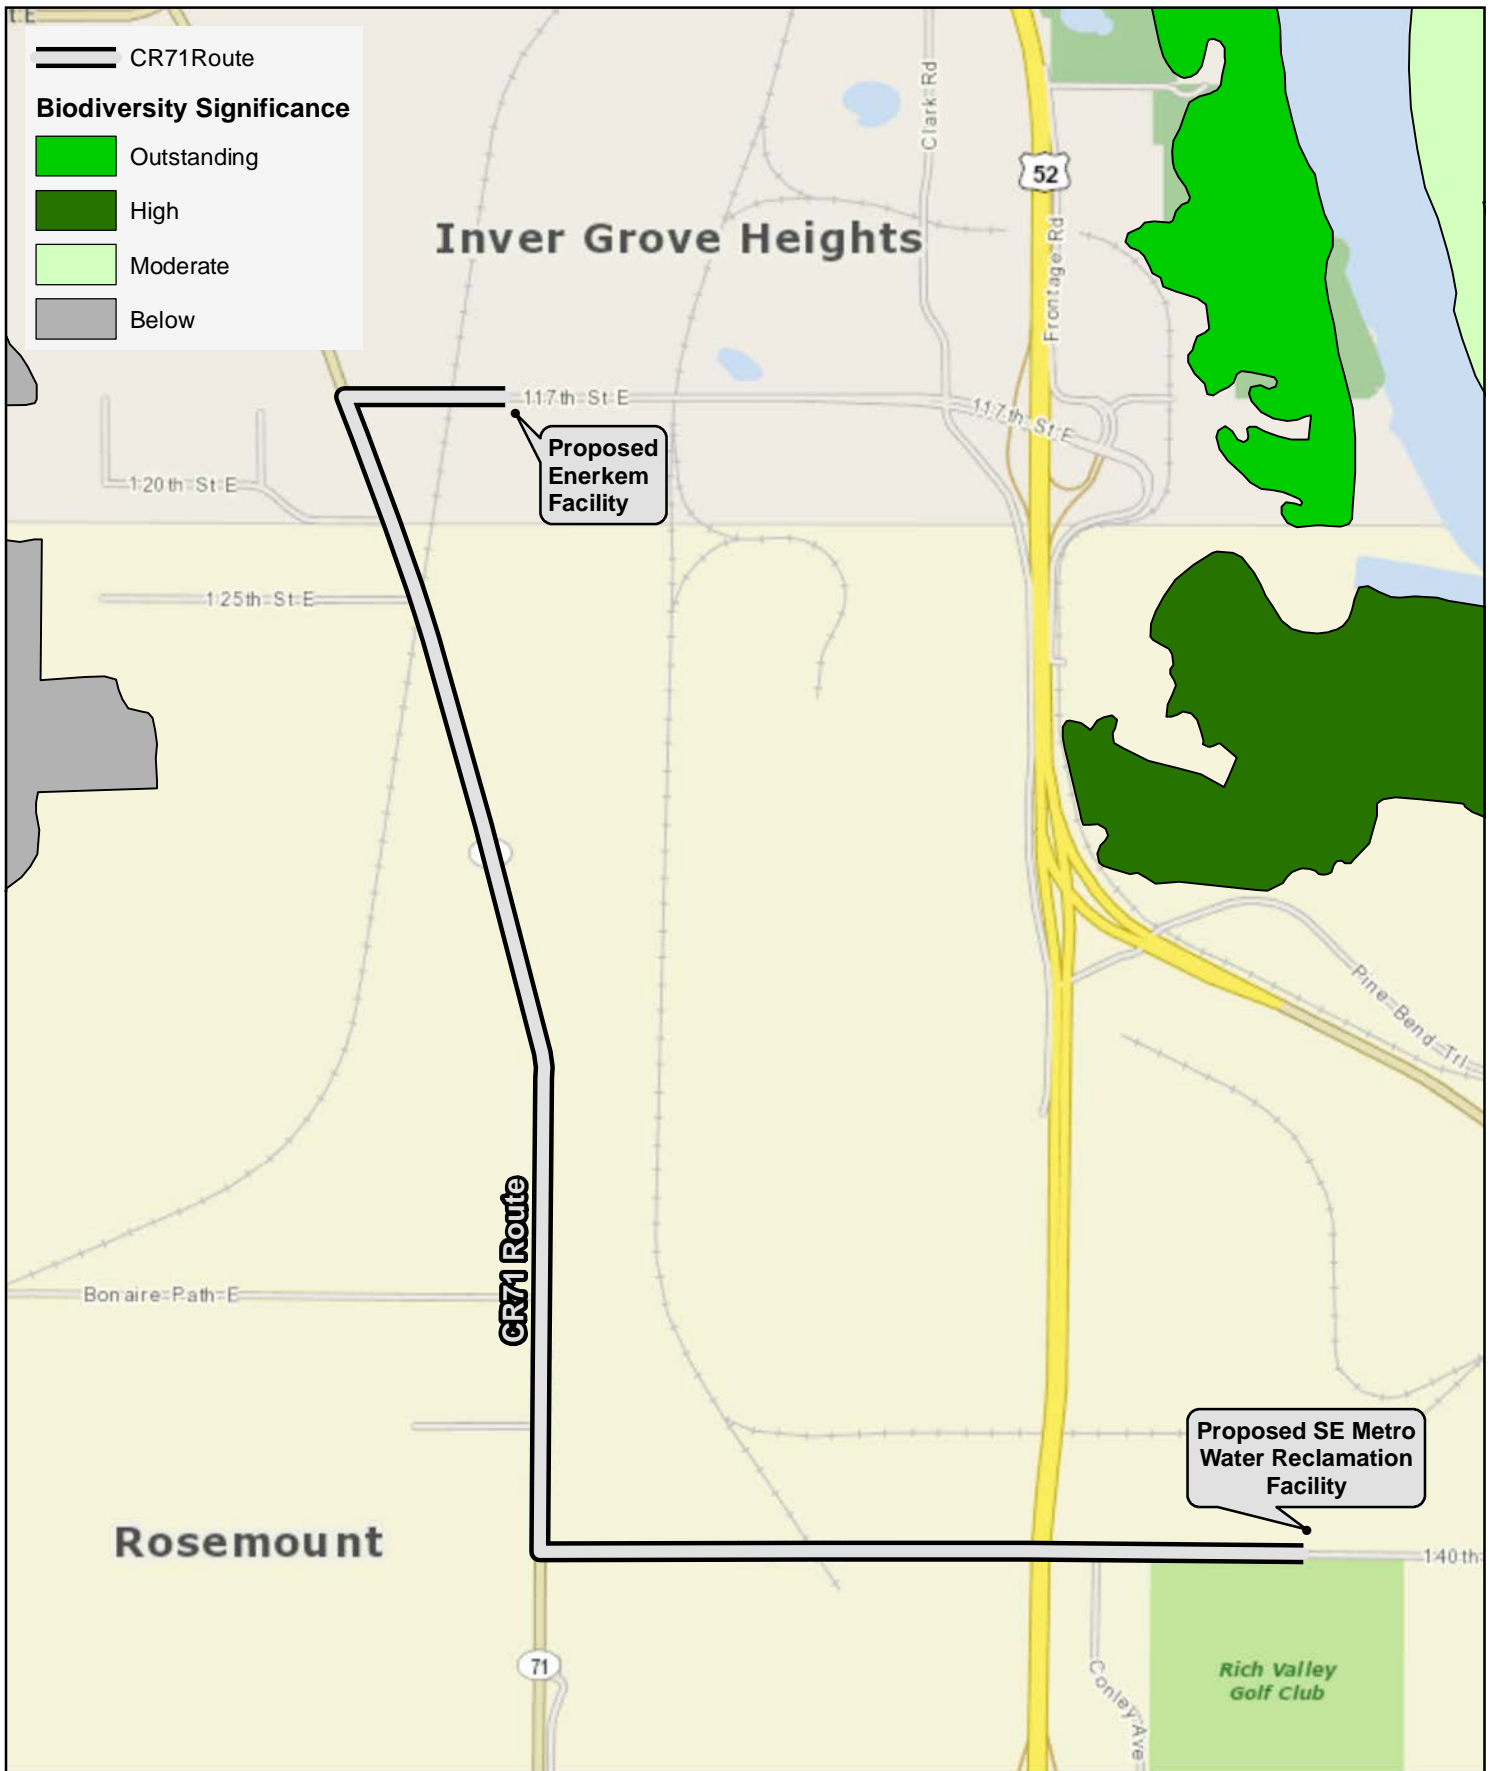 t E
CR71Route
Biodiversity Significance
Outstanding
High
Moderate
Below
Clark Rd
52
Inver Grove Heights
Frontage Rd
117th St E
117th St E
Proposed
Enerkem
Facility
120th St E
125th St E
Pine Bend Trl
CR71 Route
Bonaire Path E
Proposed SE Metro
Water Reclamation
Facility
Rosemount
140th
71
Conley Ave
Rich Valley
Golf Club